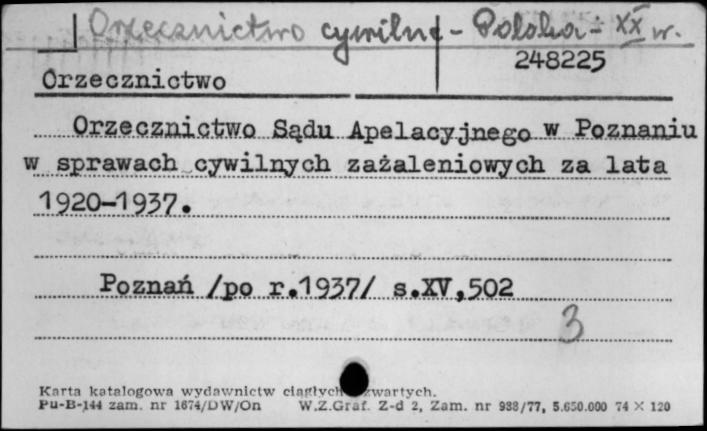 Orzecznictwo cywilne - Polska - XX w.
248225
Orzecznictwo
Orzecznictwo Sądu Apelacyjnego w Poznaniu
w sprawach cywilnych zażaleniowych za lata
1920-1937.
Poznań /po r.1937/ s.XV,502
3
Karta katalogowa wydawnictw ciągłych zwartych.
Pu-B-144 zam. nr 1674/DW/On W.Z.Graf. Z-d 2, Zam. nr 938/77, 5.650.000 74 × 120